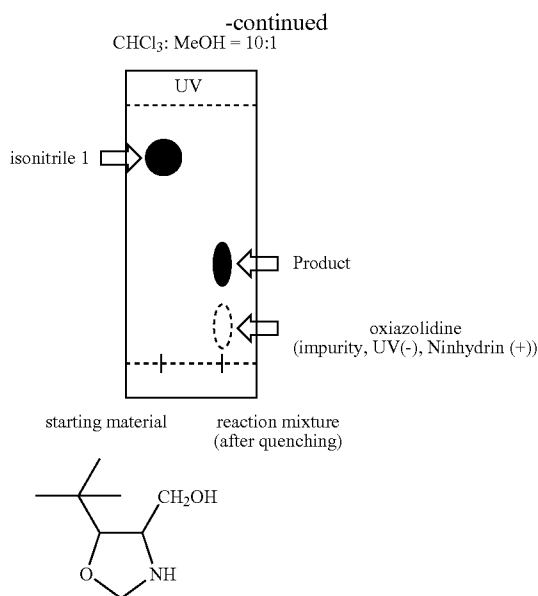 -continued
CHCl3: MeOH = 10:1
UV
isonitrile 1
Product
oxiazolidine
(impurity, UV(-), Ninhydrin (+))
starting material
reaction mixture
(after quenching)
CH2OH
O
NH